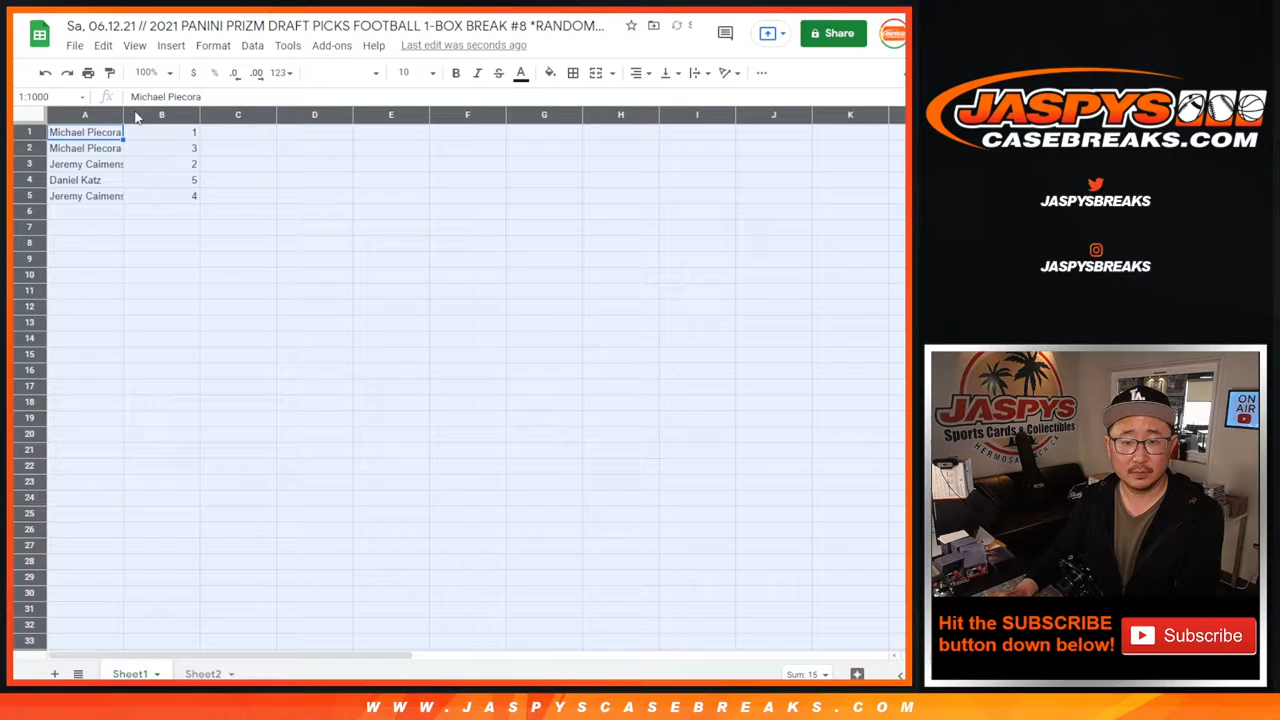 Sa, 06.12.21 // 2021 PANINI PRIZM DRAFT PICKS FOOTBALL 1-BOX BREAK #8 *RANDOM...
S
Share
File Edit View Insert Format Data Tools Add-ons Help Last edit was seconds ago
100% $ % .0 .00 123 10 B I S A
1:1000 fx Michael Piecora
A B C D E F G H I J K
1 Michael Piecora 1
2 Michael Piecora 3
3 Jeremy Caimens 2
4 Daniel Katz 5
5 Jeremy Caimens 4
6
7
8
9
10
11
12
13
14
15
16
17
18
19
20
21
22
23
24
25
26
27
28
29
30
31
32
33
Sheet1 Sheet2 Sum: 15
JASPYS
CASEBREAKS.COM
JASPYSBREAKS
JASPYSBREAKS
JASPYS
Sports Cards & Collectibles
HERMOSA BEACH, CA
ON
AIR
LA
Hit the SUBSCRIBE
button down below!
Subscribe
WWW.JASPYSCASEBREAKS.COM